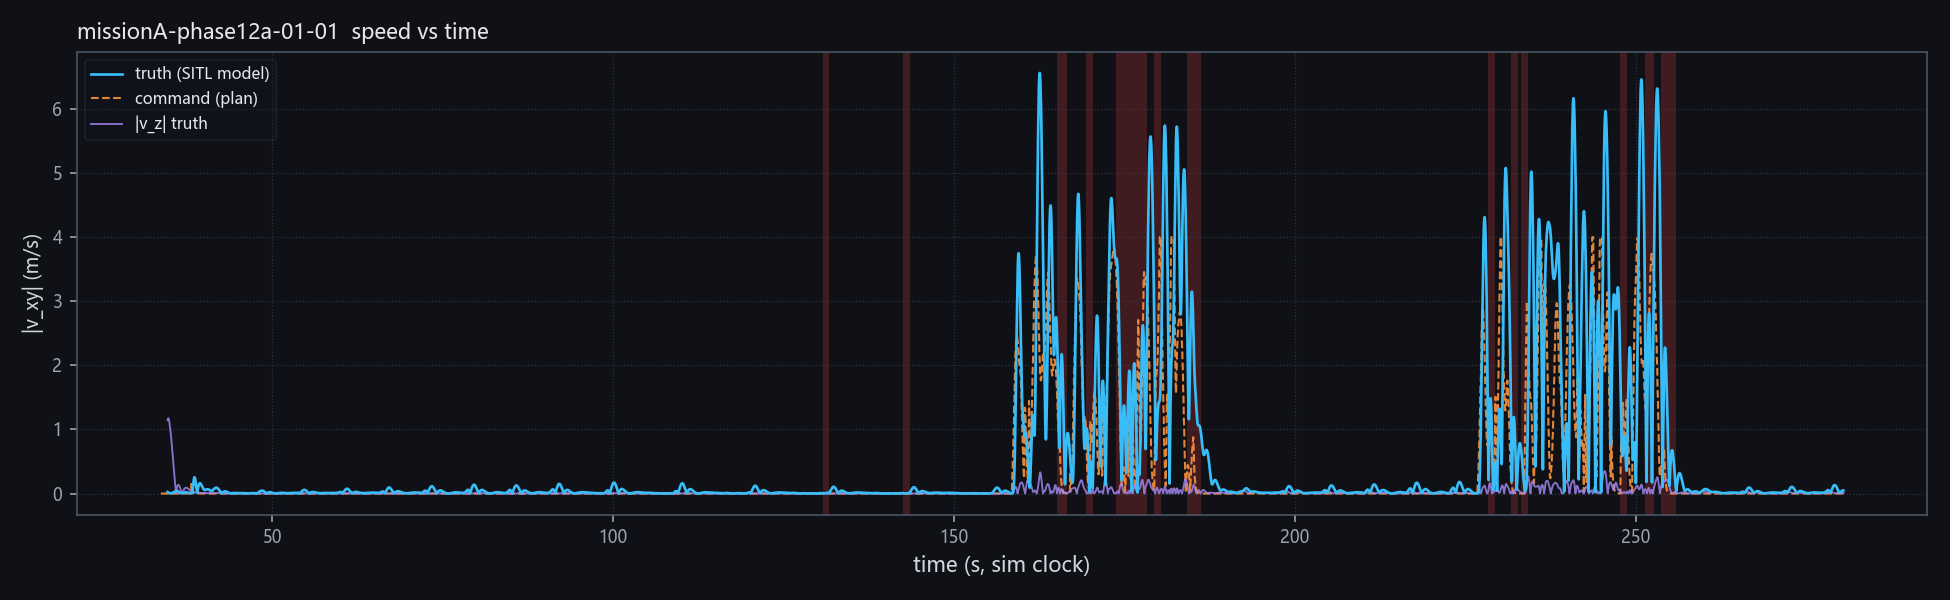 missionA-phase12a-01-01  speed vs time
truth (SITL model)
command (plan)
|v_z| truth
|v_xy| (m/s)
6
5
4
3
2
1
0
50
100
150
200
250
time (s, sim clock)